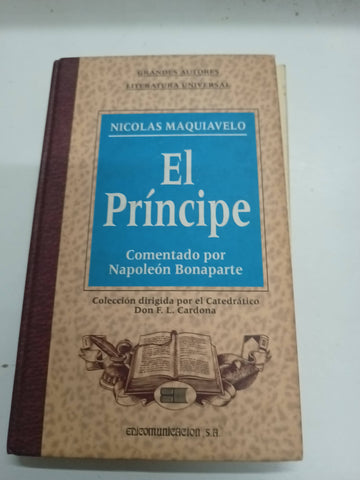 GRANDES AUTORES
LITERATURA UNIVERSAL
NICOLAS MAQUIAVELO
El
Príncipe
Comentado por
Napoleón Bonaparte
Colección dirigida por el Catedrático
Don F. L. Cardona
EDICOMUNICACION, S.A.